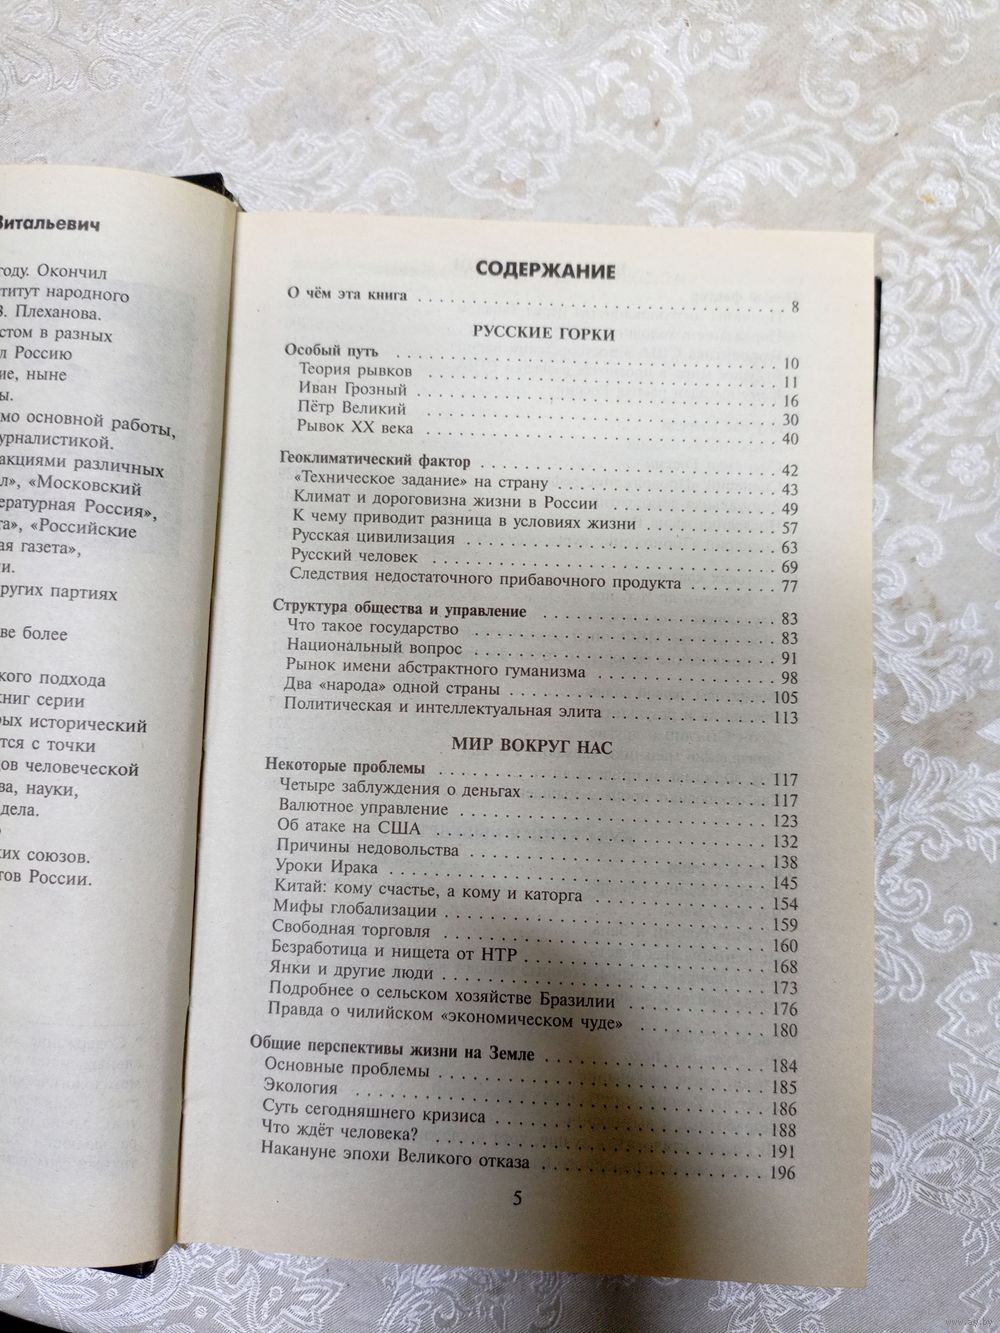 Витальевич
году. Окончил
ститут народного
В. Плеханова.
стом в разных
л Россию
ие, ныне
ы.
мо основной работы,
урналистикой.
акциями различных
л», «Московский
ературная Россия»,
та», «Российские
ая газета»,
и.
ругих партиях
ве более
кого подхода
книг серии
рых исторический
тся с точки
дов человеческой
ва, науки,
дела.
о
ких союзов.
тов России.
СОДЕРЖАНИЕ
О чём эта книга . . . . . . . . . . 8
РУССКИЕ ГОРКИ
Особый путь . . . . . . . . . . 10
Теория рывков . . . . . . . . . . 11
Иван Грозный . . . . . . . . . . 16
Пётр Великий . . . . . . . . . . 30
Рывок XX века . . . . . . . . . . 40
Геоклиматический фактор . . . . . . . . . . 42
«Техническое задание» на страну . . . . . . . . . . 43
Климат и дороговизна жизни в России . . . . . . . . . . 49
К чему приводит разница в условиях жизни . . . . . . . . . . 57
Русская цивилизация . . . . . . . . . . 63
Русский человек . . . . . . . . . . 69
Следствия недостаточного прибавочного продукта . . . . . . . . . . 77
Структура общества и управление . . . . . . . . . . 83
Что такое государство . . . . . . . . . . 83
Национальный вопрос . . . . . . . . . . 91
Рынок имени абстрактного гуманизма . . . . . . . . . . 98
Два «народа» одной страны . . . . . . . . . . 105
Политическая и интеллектуальная элита . . . . . . . . . . 113
МИР ВОКРУГ НАС
Некоторые проблемы . . . . . . . . . . 117
Четыре заблуждения о деньгах . . . . . . . . . . 117
Валютное управление . . . . . . . . . . 123
Об атаке на США . . . . . . . . . . 132
Причины недовольства . . . . . . . . . . 138
Уроки Ирака . . . . . . . . . . 145
Китай: кому счастье, а кому и каторга . . . . . . . . . . 154
Мифы глобализации . . . . . . . . . . 159
Свободная торговля . . . . . . . . . . 160
Безработица и нищета от НТР . . . . . . . . . . 168
Янки и другие люди . . . . . . . . . . 173
Подробнее о сельском хозяйстве Бразилии . . . . . . . . . . 176
Правда о чилийском «экономическом чуде» . . . . . . . . . . 180
Общие перспективы жизни на Земле . . . . . . . . . . 184
Основные проблемы . . . . . . . . . . 185
Экология . . . . . . . . . . 186
Суть сегодняшнего кризиса . . . . . . . . . . 188
Что ждёт человека? . . . . . . . . . . 191
Накануне эпохи Великого отказа . . . . . . . . . . 196
5